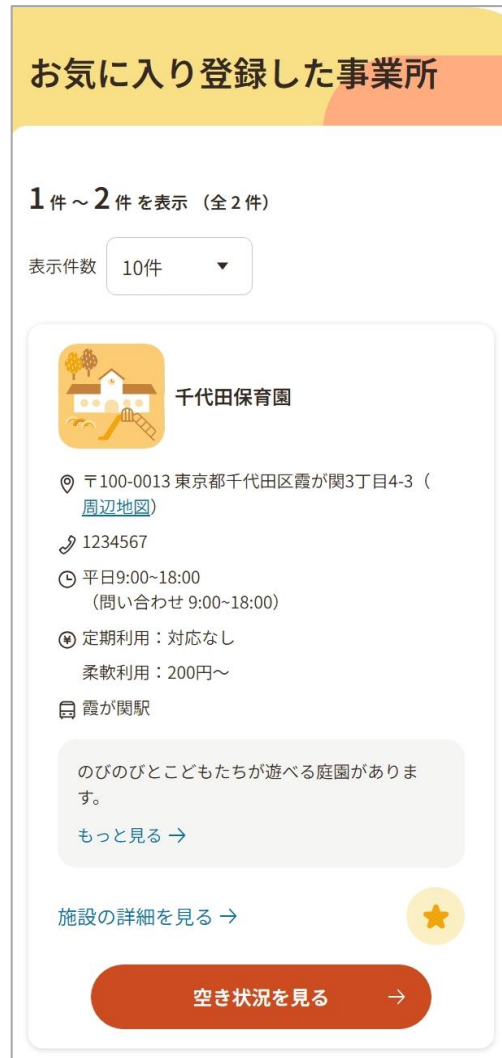 お気に入り登録した事業所
1件～2件を表示（全2件）
表示件数 10件
千代田保育園
〒100-0013 東京都千代田区霞が関3丁目4-3（
周辺地図）
1234567
平日9:00~18:00
（問い合わせ 9:00~18:00）
定期利用：対応なし
柔軟利用：200円～
霞が関駅
のびのびとこどもたちが遊べる庭園がありま
す。
もっと見る →
施設の詳細を見る →
空き状況を見る →